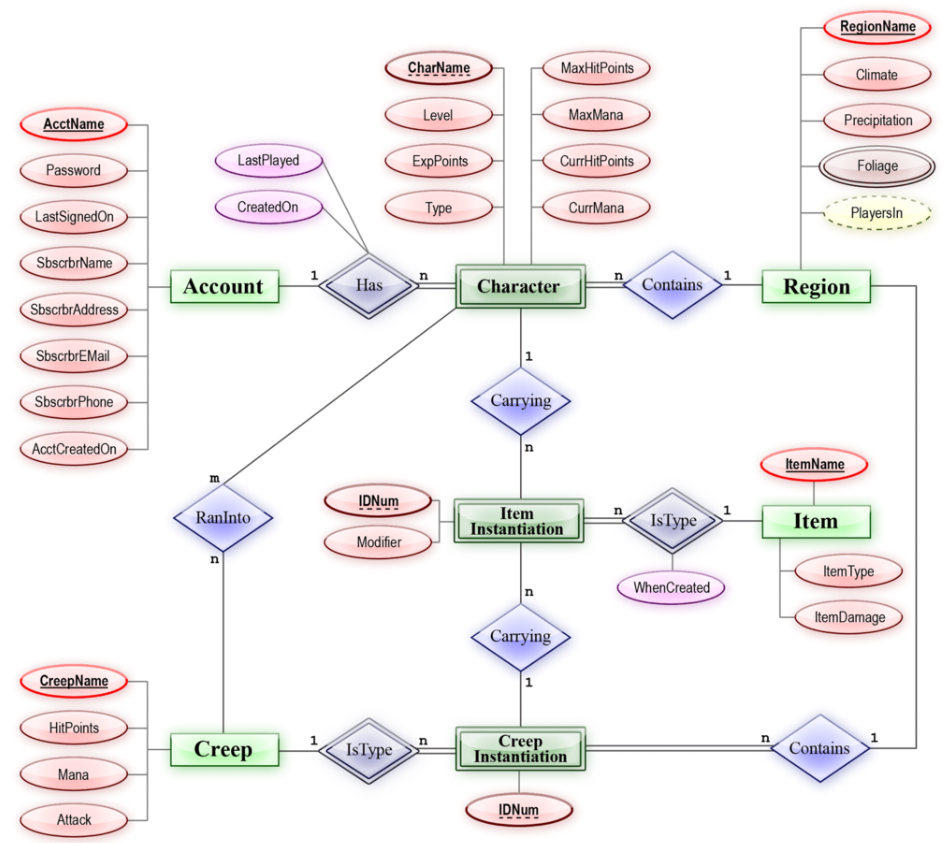 RegionName
CharName
MaxHitPoints
Climate
AcctName
Level
MaxMana
Precipitation
Password
LastPlayed
ExpPoints
CurrHitPoints
Foliage
LastSignedOn
CreatedOn
Type
CurrMana
PlayersIn
SbscrbrName
Account
1
Has
n
Character
n
Contains
1
Region
SbscrbrAddress
SbscrbrEMail
1
SbscrbrPhone
Carrying
AcctCreatedOn
n
m
ItemName
RanInto
IDNum
Item
Instantiation
n
IsType
1
Item
Modifier
n
ItemType
n
WhenCreated
ItemDamage
Carrying
CreepName
1
HitPoints
Creep
1
IsType
n
Creep
Instantiation
n
Contains
1
Mana
Attack
IDNum